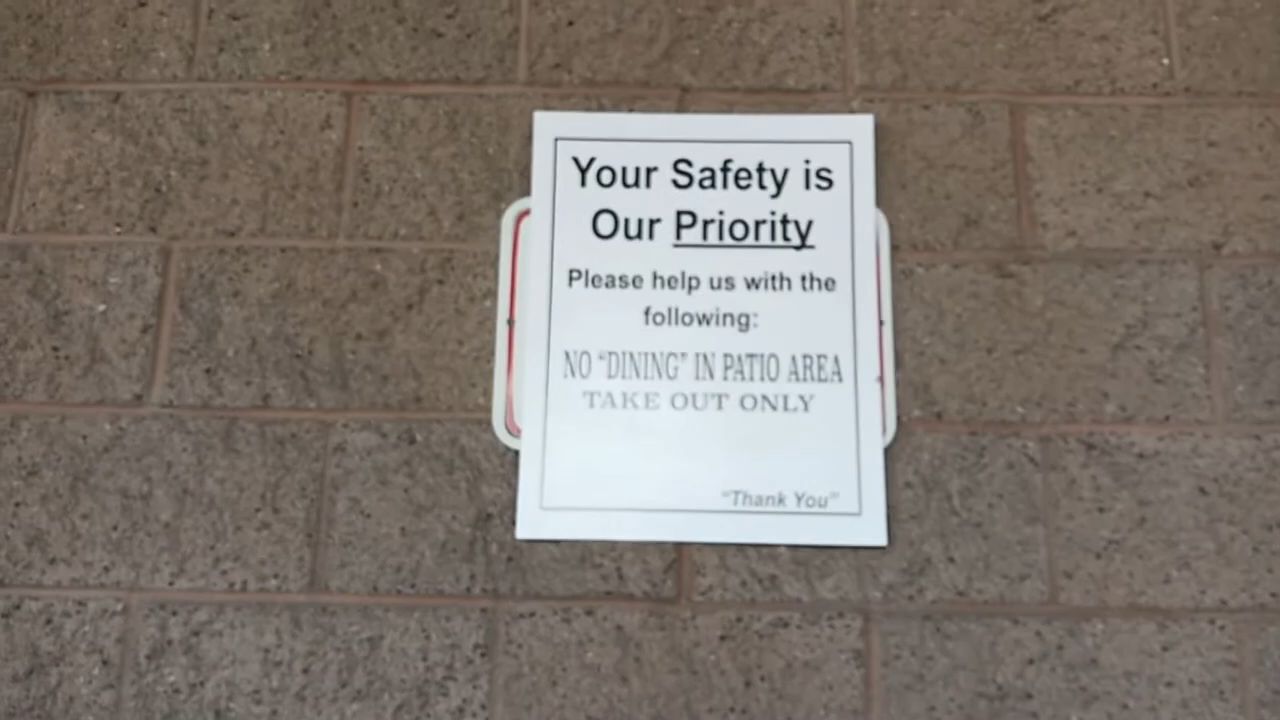 Your Safety is
Our Priority
Please help us with the
following:
NO "DINING" IN PATIO AREA
TAKE OUT ONLY
"Thank You"